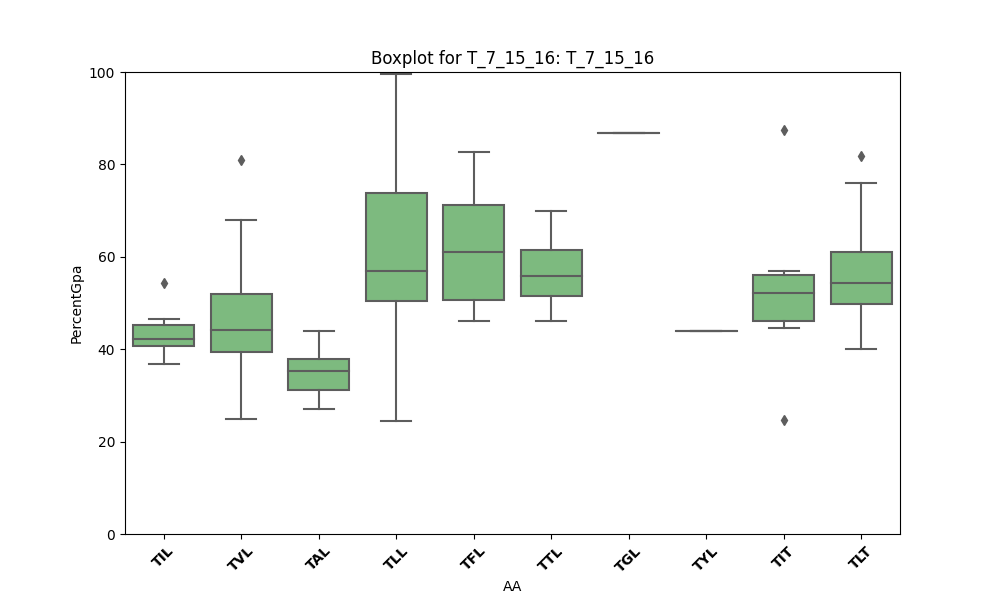 Boxplot for T_7_15_16: T_7_15_16
100
80
60
40
20
0
PercentGpa
TIL
TVL
TAL
TLL
TFL
TTL
TGL
TYL
TIT
TLT
AA